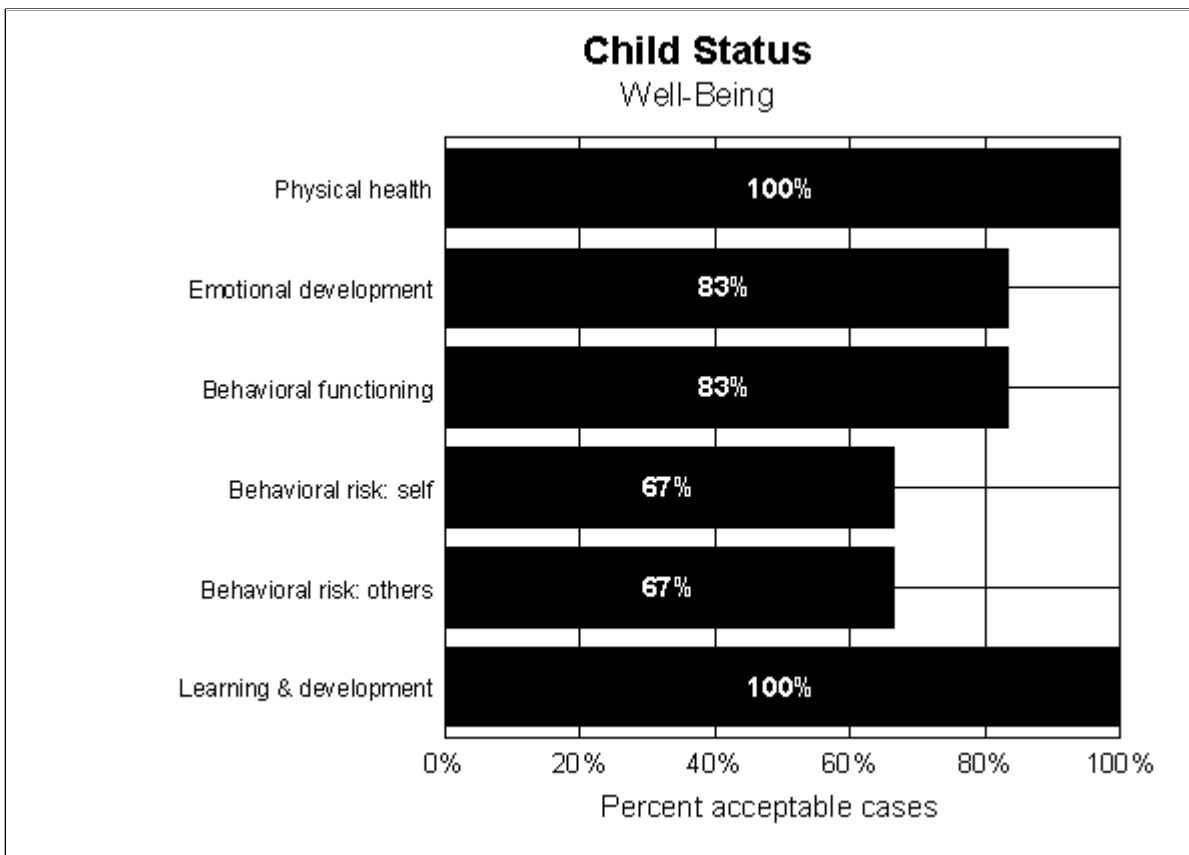 Child Status
Well-Being
Physical health
100%
Emotional development
83%
Behavioral functioning
83%
Behavioral risk: self
67%
Behavioral risk: others
67%
Learning & development
100%
0% 20% 40% 60% 80% 100%
Percent acceptable cases